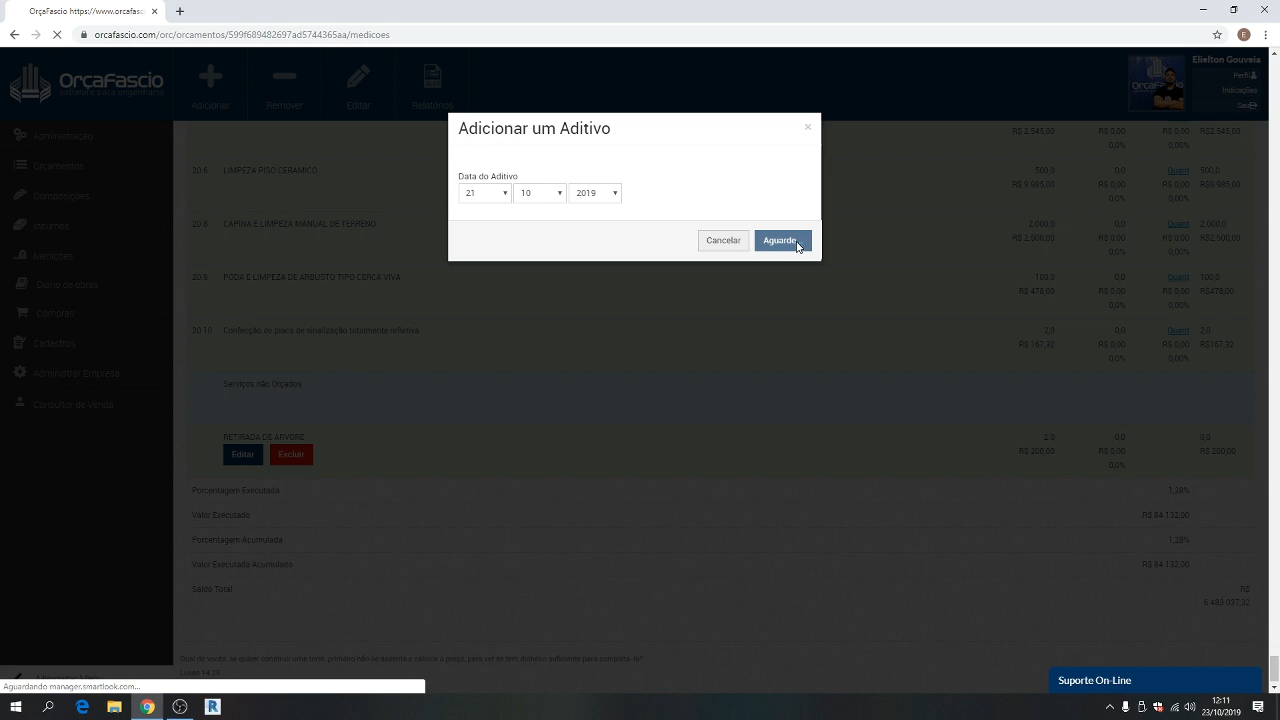 OrçaFascio https://www.orcafascio
orcafascio.com/orc/orcamentos/599f689482697ad5744365aa/medicoes
E
OrçaFascio
software para engenharia
Adicionar
Remover
Editar
Relatórios
Elielton Gouveia
Perfil
Indicações
Sair
Administração
Orçamentos
Composições
Insumos
Medições
Diário de obras
Compras
Cadastros
Administrar Empresa
Consultor de Venda
Adicionar um Aditivo
×
Data do Aditivo
21 10 2019
Cancelar Aguarde...
R$ 2.545,00 R$ 0,00 R$ 0,00 R$2.545,00
0,0% 0,00%
20.6 LIMPEZA PISO CERAMICO 500,0 0,0 Quant 500,0
R$ 9.985,00 R$ 0,00 R$ 0,00 R$9.985,00
0,0% 0,00%
20.8 CAPINA E LIMPEZA MANUAL DE TERRENO 2.000,0 0,0 Quant 2.000,0
R$ 2.500,00 R$ 0,00 R$ 0,00 R$2.500,00
0,0% 0,00%
20.9 PODA E LIMPEZA DE ARBUSTO TIPO CERCA VIVA 100,0 0,0 Quant 100,0
R$ 478,00 R$ 0,00 R$ 0,00 R$478,00
0,0% 0,00%
20.10 Confecção de placa de sinalização totalmente refletiva 2,0 0,0 Quant 2,0
R$ 167,32 R$ 0,00 R$ 0,00 R$167,32
0,0% 0,00%
Serviços não Orçados
RETIRADA DE ARVORE 2,0 0,0 0,0
Editar Excluir R$ 200,00 R$ 0,00 R$ 200,00
0,0%
Porcentagem Executada 1,28%
Valor Executado R$ 84.132,00
Porcentagem Acumulada 1,28%
Valor Executada Acumulado R$ 84.132,00
Saldo Total R$
6.483.037,32
Qual de vocês, se quiser construir uma torre, primeiro não se assenta e calcula o preço, para ver se tem dinheiro suficiente para completá-la?
Lucas 14:28
Aguardando manager.smartlook.com...
Suporte On-Line
12:11
23/10/2019